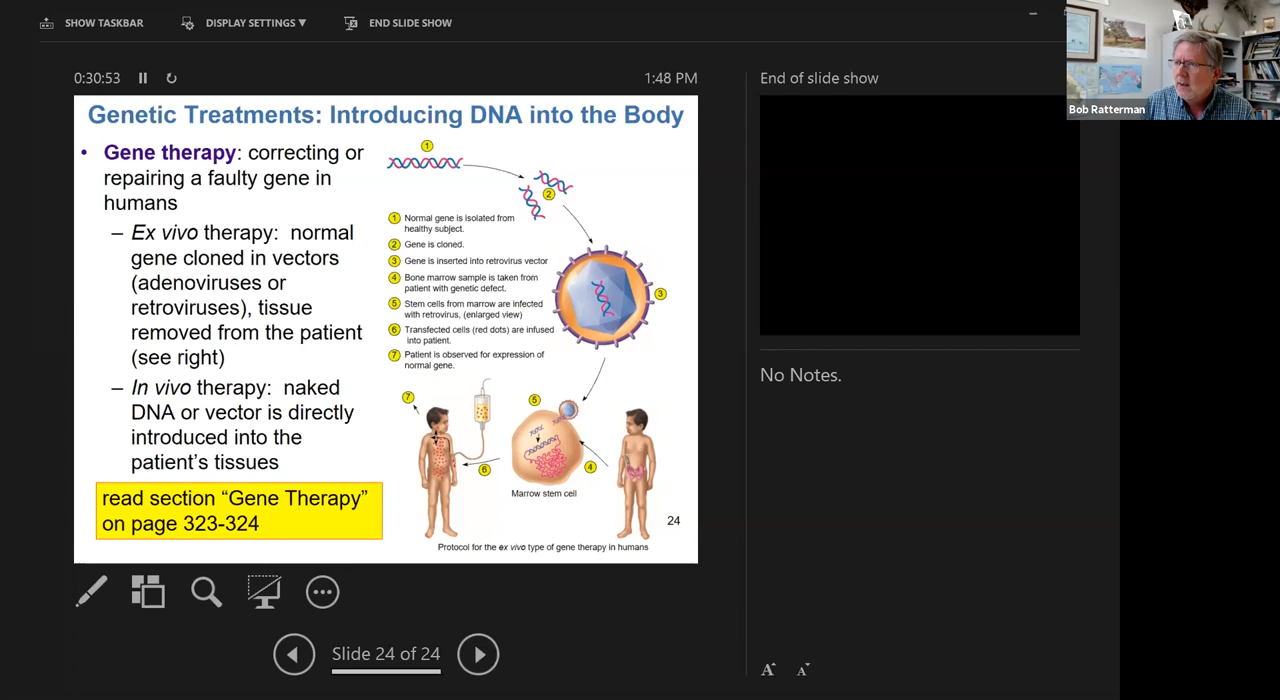 SHOW TASKBAR
DISPLAY SETTINGS ▼
END SLIDE SHOW
0:30:53
1:48 PM
End of slide show
Bob Ratterman
Genetic Treatments: Introducing DNA into the Body
• Gene therapy: correcting or
repairing a faulty gene in
humans
– Ex vivo therapy: normal
gene cloned in vectors
(adenoviruses or
retroviruses), tissue
removed from the patient
(see right)
– In vivo therapy: naked
DNA or vector is directly
introduced into the
patient's tissues
read section “Gene Therapy”
on page 323-324
1
2
1 Normal gene is isolated from
healthy subject.
2 Gene is cloned.
3 Gene is inserted into retrovirus vector
4 Bone marrow sample is taken from
patient with genetic defect.
5 Stem cells from marrow are infected
with retrovirus. (enlarged view)
6 Transfected cells (red dots) are infused
into patient.
7 Patient is observed for expression of
normal gene.
3
7
5
6
4
Marrow stem cell
24
Protocol for the ex vivo type of gene therapy in humans
No Notes.
Slide 24 of 24
A A